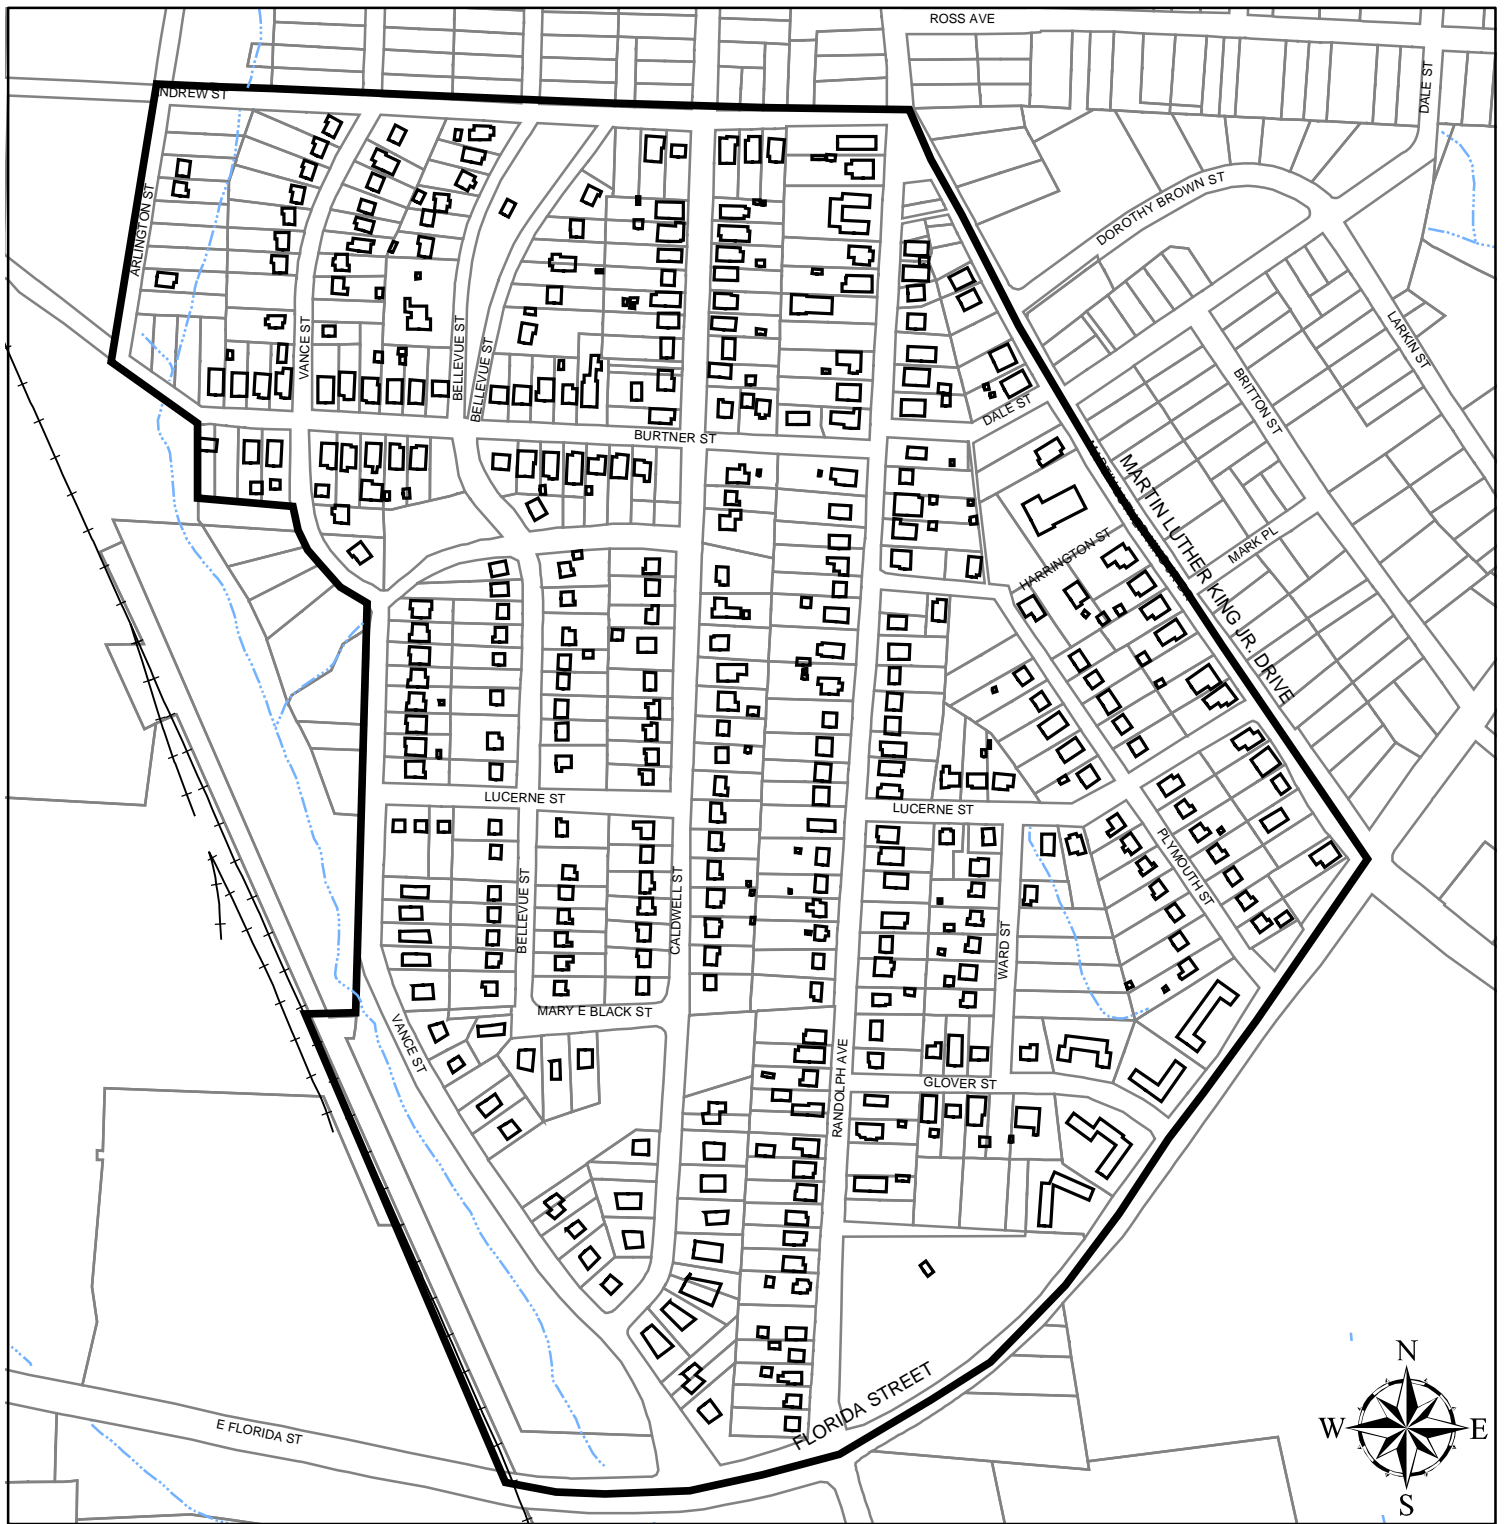 ROSS AVE
DALE ST
NDREW ST
DOROTHY BROWN ST
ARLINGTON ST
VANCE ST
BELLEVUE ST
BELLEVUE ST
LARKIN ST
BRITTON ST
DALE ST
BURTNER ST
MARTIN LUTHER KING JR. DRIVE
MARK PL
HARRINGTON ST
LUCERNE ST
LUCERNE ST
PLYMOUTH ST
BELLEVUE ST
CALDWELL ST
WARD ST
MARY E BLACK ST
VANCE ST
RANDOLPH AVE
GLOVER ST
FLORIDA STREET
E FLORIDA ST
N
W E
S